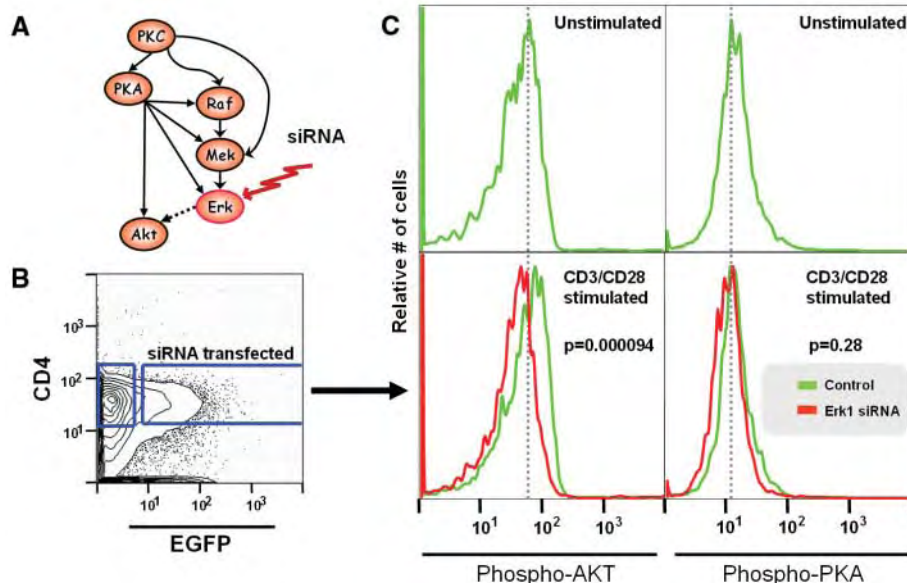 A
PKC
PKA
Raf
siRNA
Mek
Erk
Akt
B
CD4
10³
10²
10¹
siRNA transfected
10¹ 10² 10³
EGFP
C
Relative # of cells
Unstimulated
Unstimulated
CD3/CD28
stimulated
p=0.000094
CD3/CD28
stimulated
p=0.28
Control
Erk1 siRNA
10¹ 10² 10³
10¹ 10² 10³
Phospho-AKT
Phospho-PKA